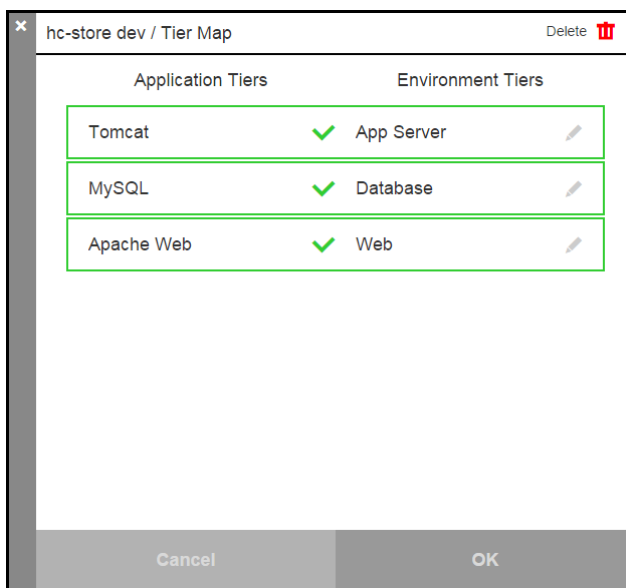 hc-store dev / Tier Map Delete
Application Tiers Environment Tiers
Tomcat App Server
MySQL Database
Apache Web Web
Cancel OK